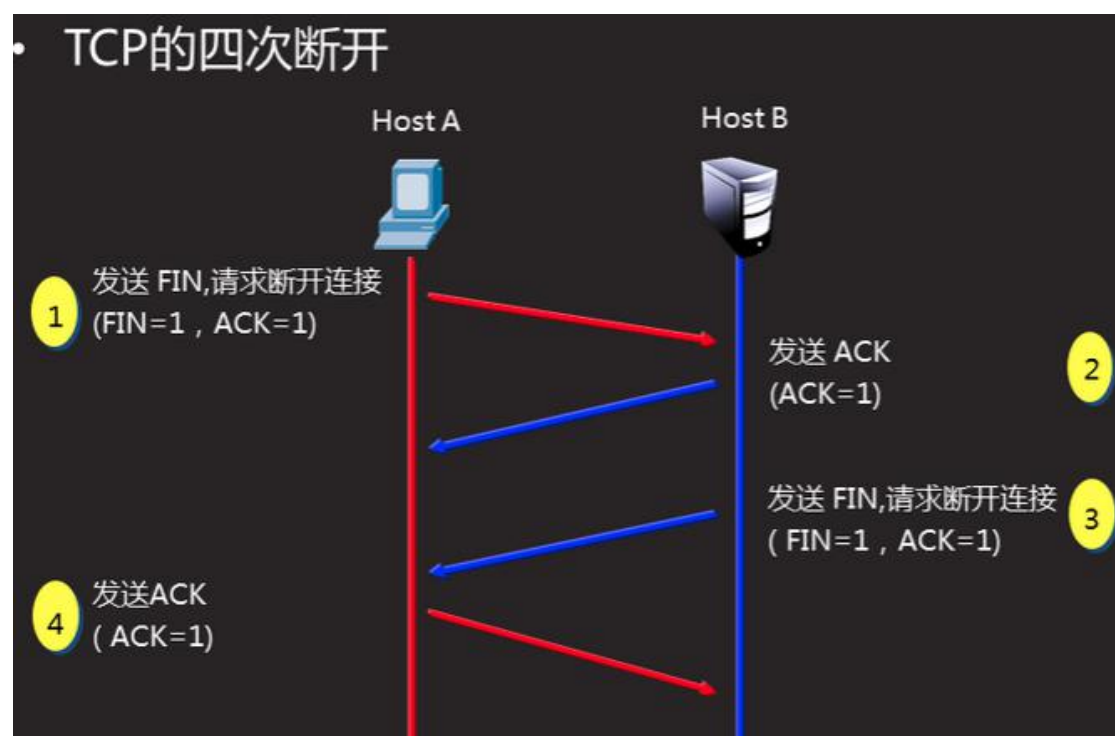 • TCP的四次断开
Host A
Host B
1
发送 FIN,请求断开连接
(FIN=1 , ACK=1)
发送 ACK
(ACK=1)
2
发送 FIN,请求断开连接
( FIN=1 , ACK=1)
3
4
发送ACK
( ACK=1)